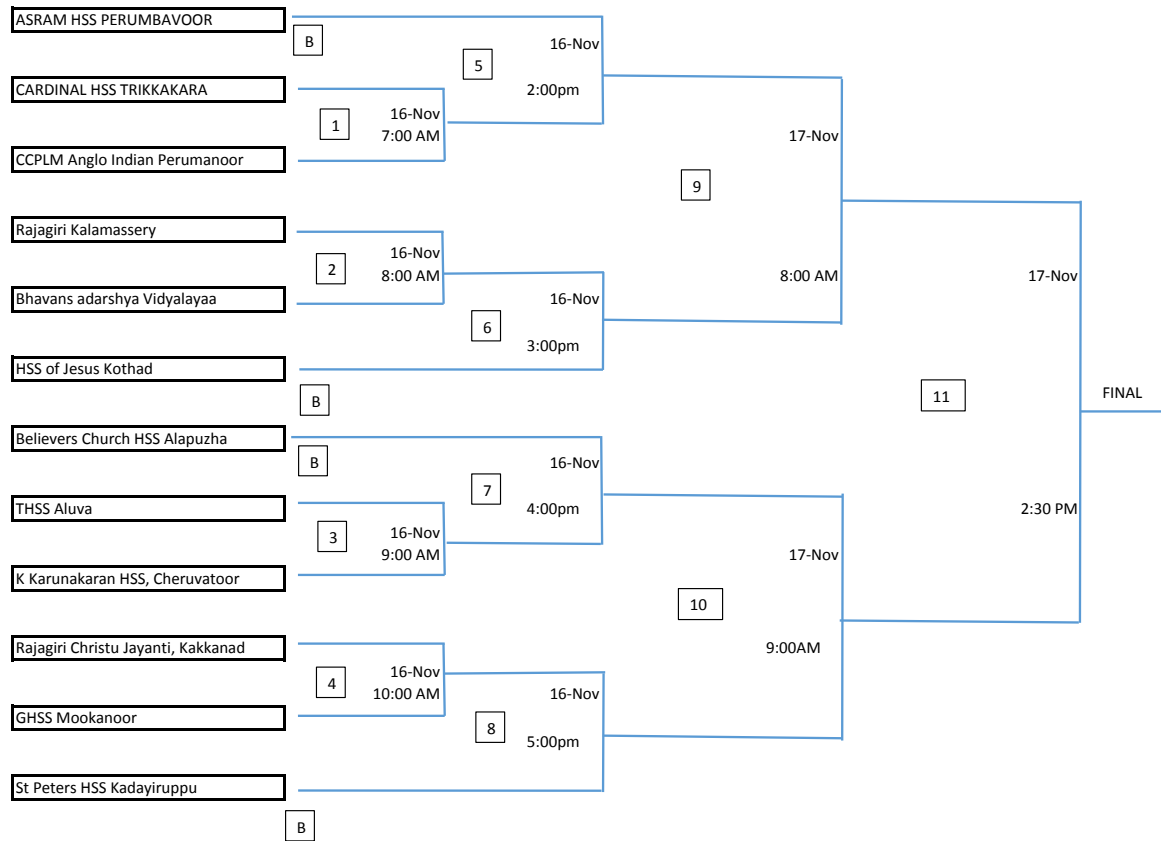 ASRAM HSS PERUMBAVOOR
B
16-Nov
5
2:00pm
CARDINAL HSS TRIKKAKARA
1
16-Nov
7:00 AM
17-Nov
CCPLM Anglo Indian Perumanoor
9
Rajagiri Kalamassery
2
16-Nov
8:00 AM
8:00 AM
17-Nov
Bhavans adarshya Vidyalayaa
16-Nov
6
3:00pm
HSS of Jesus Kothad
B
11
FINAL
Believers Church HSS Alapuzha
B
16-Nov
7
4:00pm
2:30 PM
THSS Aluva
3
16-Nov
9:00 AM
17-Nov
K Karunakaran HSS, Cheruvatoor
10
Rajagiri Christu Jayanti, Kakkanad
9:00AM
4
16-Nov
10:00 AM
16-Nov
GHSS Mookanoor
8
5:00pm
St Peters HSS Kadayiruppu
B